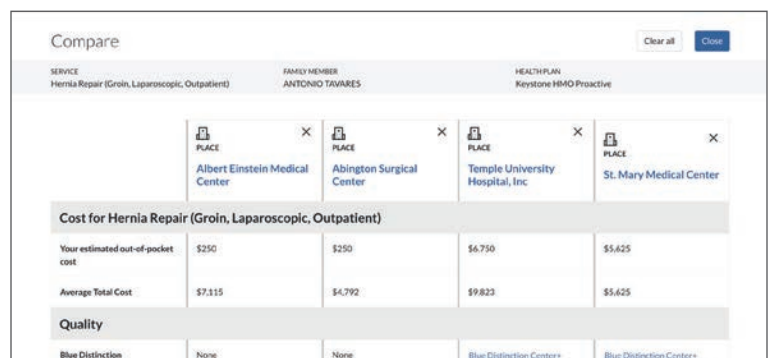 Compare
Clear all
Close
SERVICE
FAMILY MEMBER
HEALTH PLAN
Hernia Repair (Groin, Laparoscopic, Outpatient)
ANTONIO TAVARES
Keystone HMO Proactive
PLACE
Albert Einstein Medical
Center
PLACE
Abington Surgical
Center
PLACE
Temple University
Hospital, Inc
PLACE
St. Mary Medical Center
Cost for Hernia Repair (Groin, Laparoscopic, Outpatient)
Your estimated out-of-pocket
cost
$250
$250
$6,750
$5,625
Average Total Cost
$7,115
$4,792
$9,823
$5,625
Quality
Blue Distinction
None
None
Blue Distinction Center+
Blue Distinction Center+